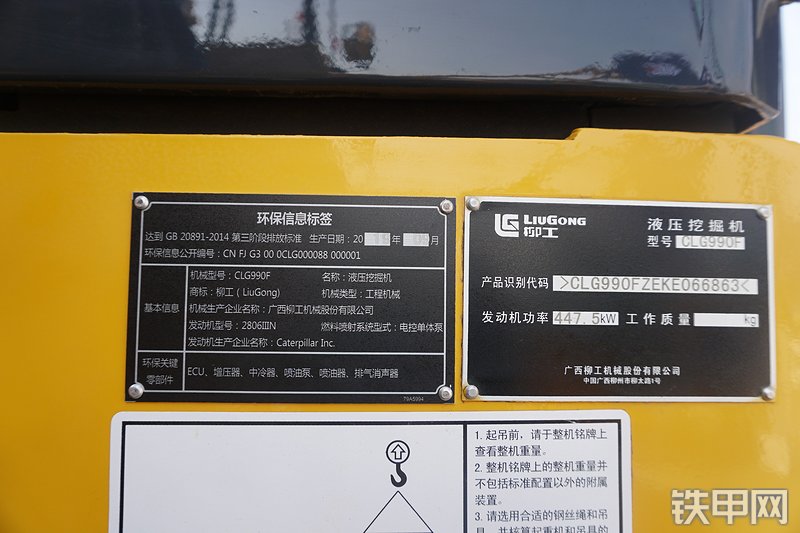 环保信息标签
达到 GB 20891-2014 第三阶段排放标准 生产日期: 20 年 月
环保信息公开编号: CN FJ G3 00 0CLG000088 000001
基本信息
机械型号: CLG990F 名称: 液压挖掘机
商标: 柳工 (LiuGong) 机械类型: 工程机械
机械生产企业名称: 广西柳工机械股份有限公司
发动机型号: 2806IIIN 燃料喷射系统型式: 电控单体泵
发动机生产企业名称: Caterpillar Inc.
环保关键
零部件
ECU、增压器、中冷器、喷油泵、喷油器、排气消声器
79A5994
LG LIUGONG
柳工
液压挖掘机
型号 CLG990F
产品识别代码 >CLG990FZEKE066863<
发动机功率 447.5kW 工作质量 kg
广西柳工机械股份有限公司
中国广西柳州市柳太路1号
1. 起吊前，请于整机铭牌上
查看整机重量。
2. 整机铭牌上的整机重量并
不包括标准配置以外的附属
装置。
3. 请选用合适的钢丝绳和吊
具，并核算起重机和吊具的
铁甲网